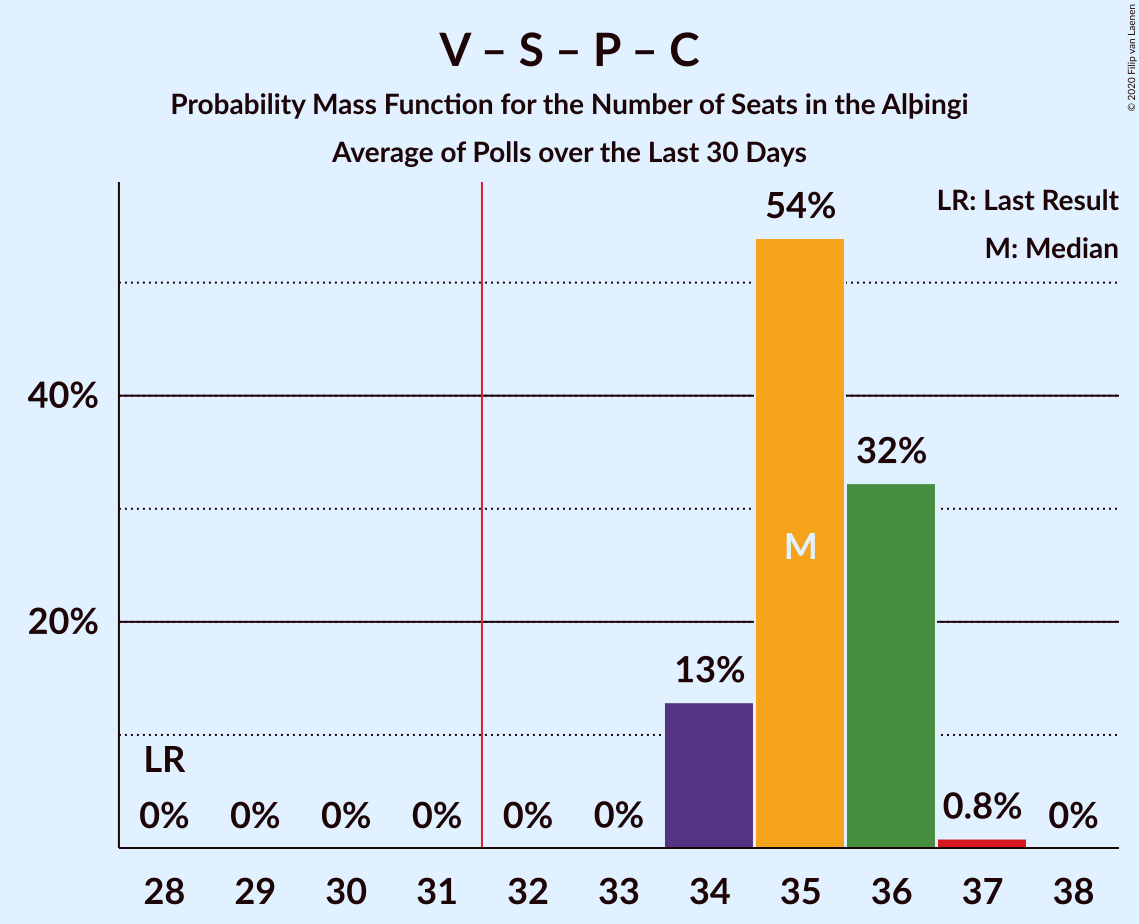 V – S – P – C
Probability Mass Function for the Number of Seats in the Alþingi
Average of Polls over the Last 30 Days
© 2020 Filip van Laenen
LR: Last Result
M: Median
54%
40%
32%
M
20%
13%
LR
0% 0% 0% 0% 0% 0% 0.8% 0%
28 29 30 31 32 33 34 35 36 37 38